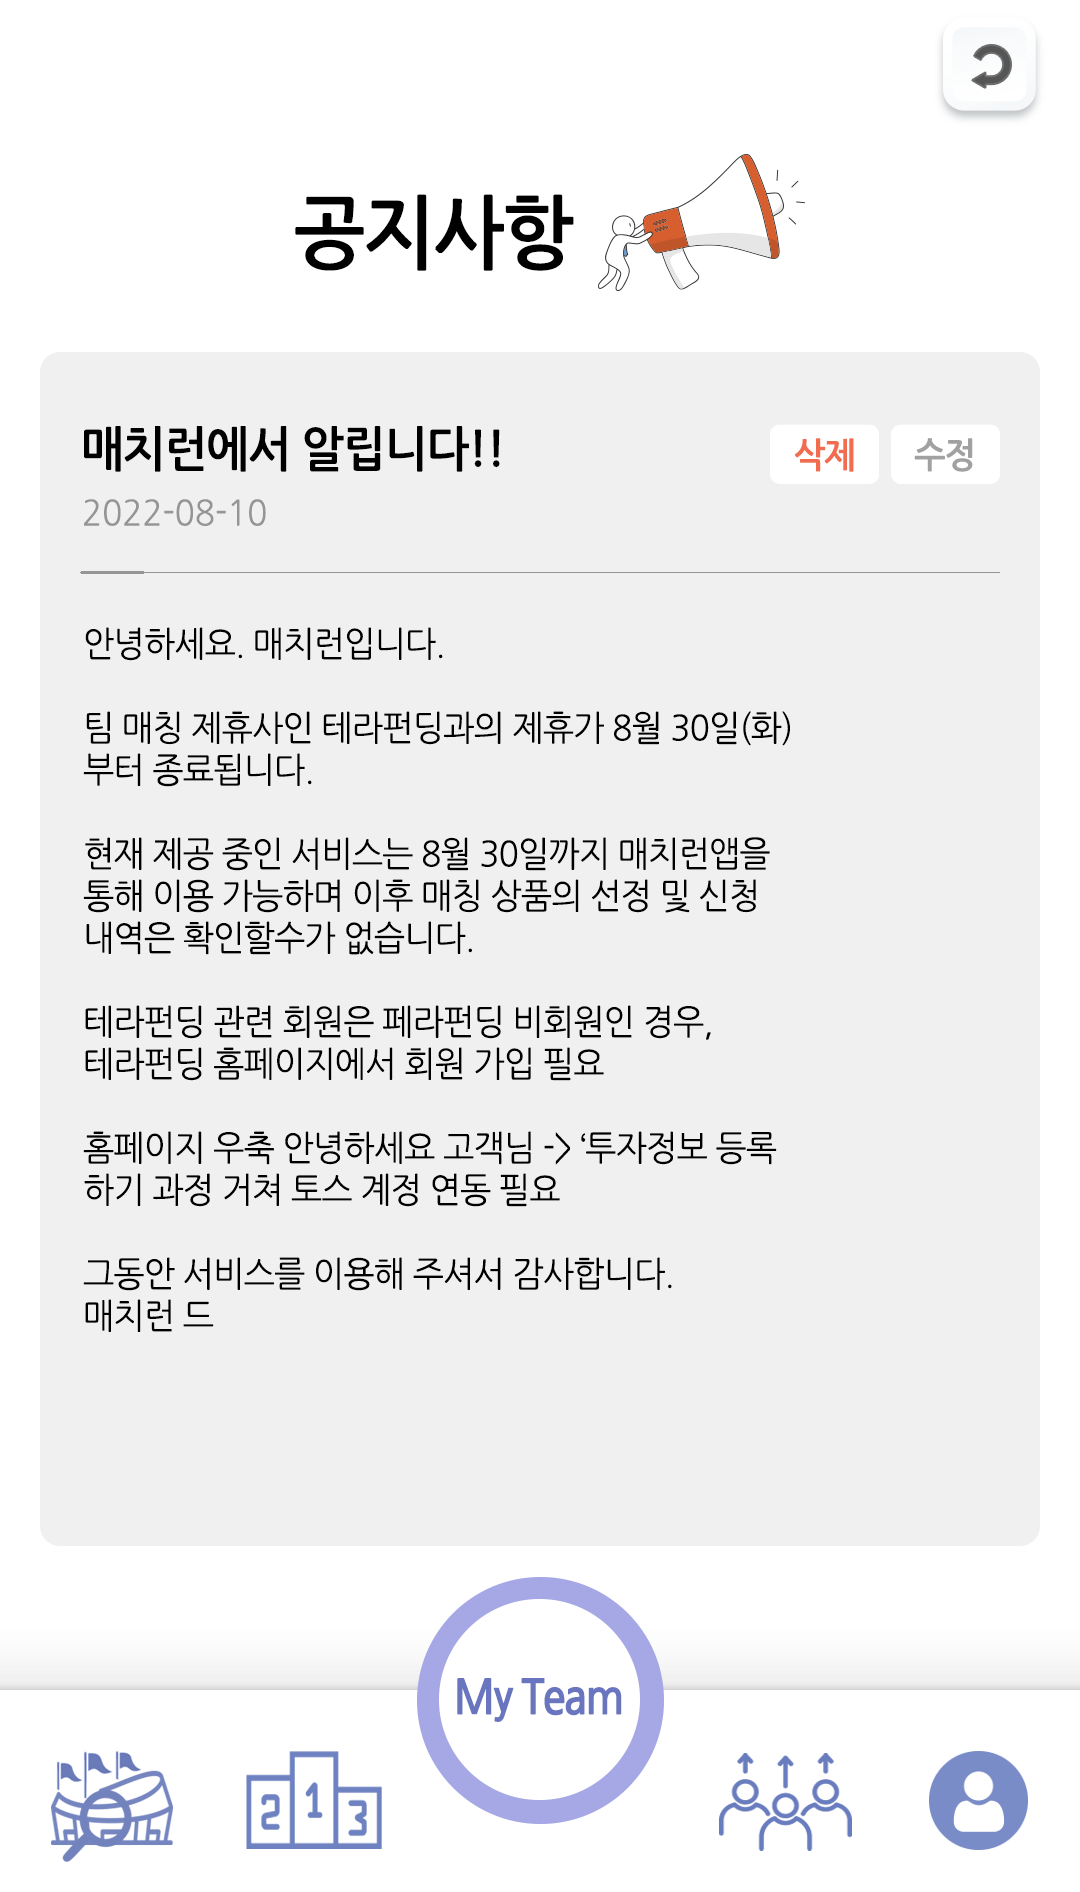 공지사항
매치런에서 알립니다!!
삭제 수정
2022-08-10
안녕하세요. 매치런입니다.
팀 매칭 제휴사인 테라펀딩과의 제휴가 8월 30일(화)
부터 종료됩니다.
현재 제공 중인 서비스는 8월 30일까지 매치런앱을
통해 이용 가능하며 이후 매칭 상품의 선정 및 신청
내역은 확인할수가 없습니다.
테라펀딩 관련 회원은 페라펀딩 비회원인 경우,
테라펀딩 홈페이지에서 회원 가입 필요
홈페이지 우축 안녕하세요 고객님 -> ‘투자정보 등록
하기 과정 거쳐 토스 계정 연동 필요
그동안 서비스를 이용해 주셔서 감사합니다.
매치런 드
My Team
2 1 3